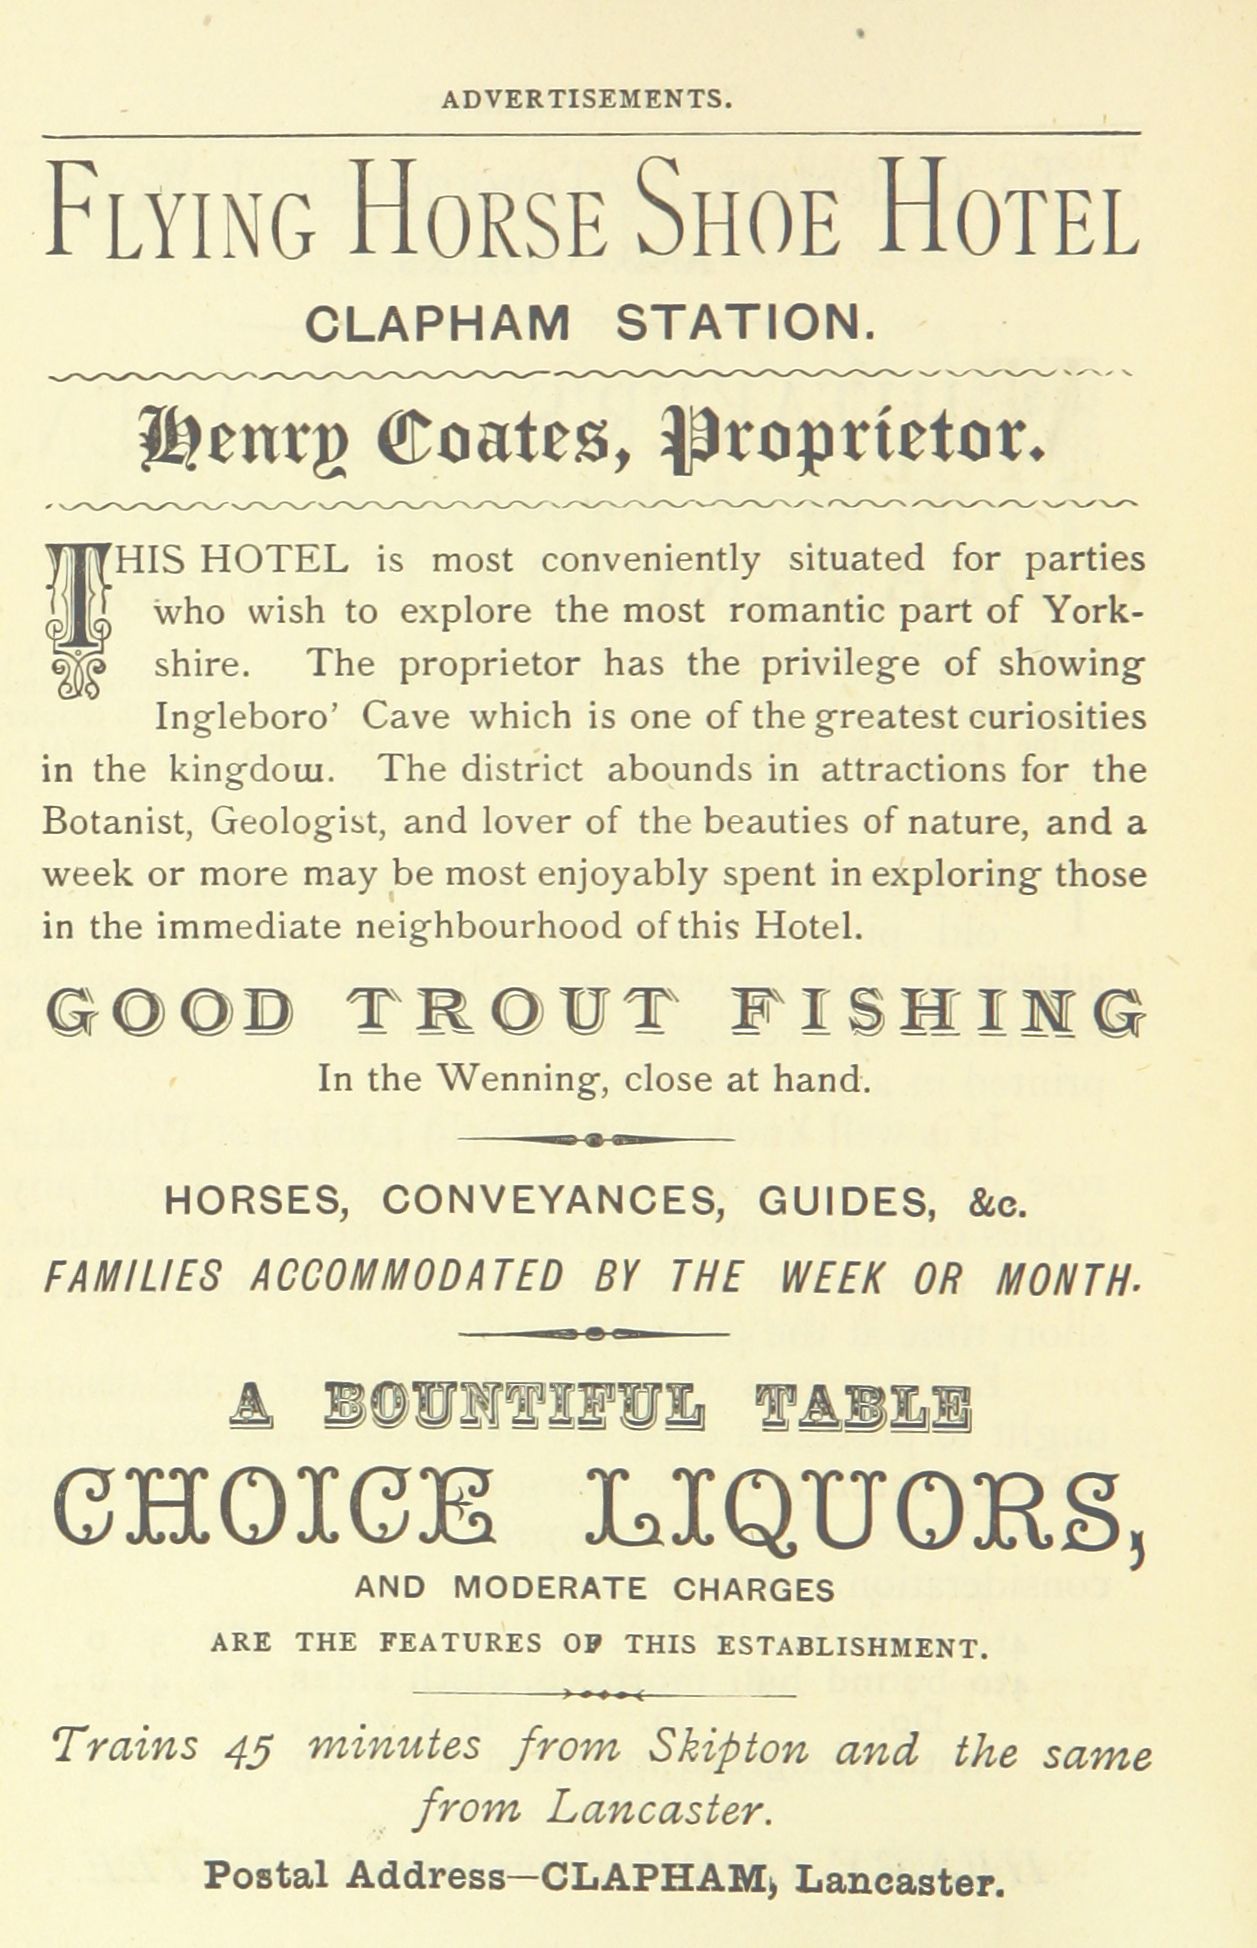 ADVERTISEMENTS.
FLYING HORSE SHOE HOTEL
CLAPHAM STATION.
Henry Coates, Proprietor.
THIS HOTEL is most conveniently situated for parties
who wish to explore the most romantic part of York-
shire. The proprietor has the privilege of showing
Ingleboro' Cave which is one of the greatest curiosities
in the kingdom. The district abounds in attractions for the
Botanist, Geologist, and lover of the beauties of nature, and a
week or more may be most enjoyably spent in exploring those
in the immediate neighbourhood of this Hotel.
GOOD TROUT FISHING
In the Wenning, close at hand.
HORSES, CONVEYANCES, GUIDES, &c.
FAMILIES ACCOMMODATED BY THE WEEK OR MONTH.
A BOUNTIFUL TABLE
CHOICE LIQUORS,
AND MODERATE CHARGES
ARE THE FEATURES OF THIS ESTABLISHMENT.
Trains 45 minutes from Skipton and the same
from Lancaster.
Postal Address—CLAPHAM, Lancaster.